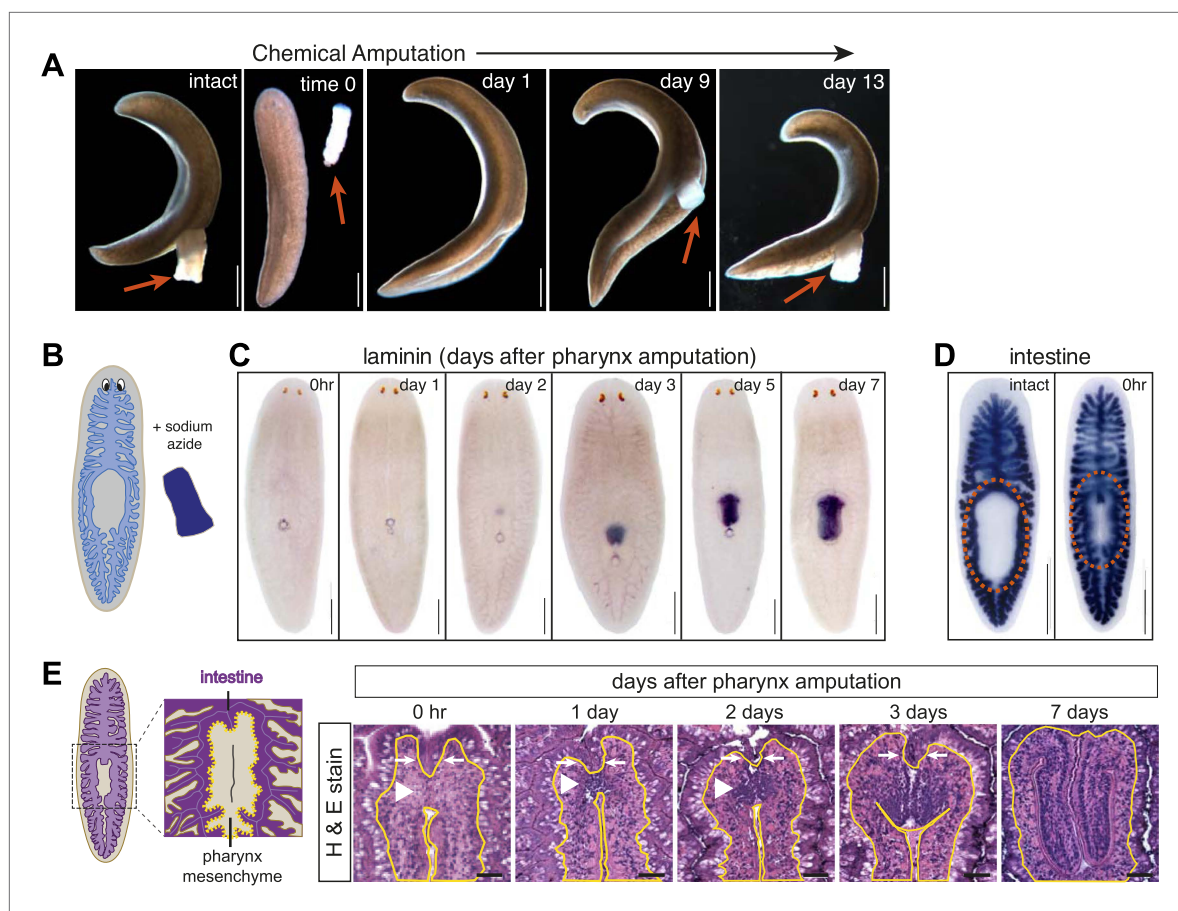 Chemical Amputation
A
intact
time 0
day 1
day 9
day 13
B
+ sodium
azide
C
laminin (days after pharynx amputation)
0hr
day 1
day 2
day 3
day 5
day 7
D
intestine
intact
0hr
E
intestine
pharynx
mesenchyme
days after pharynx amputation
H & E stain
0 hr
1 day
2 days
3 days
7 days